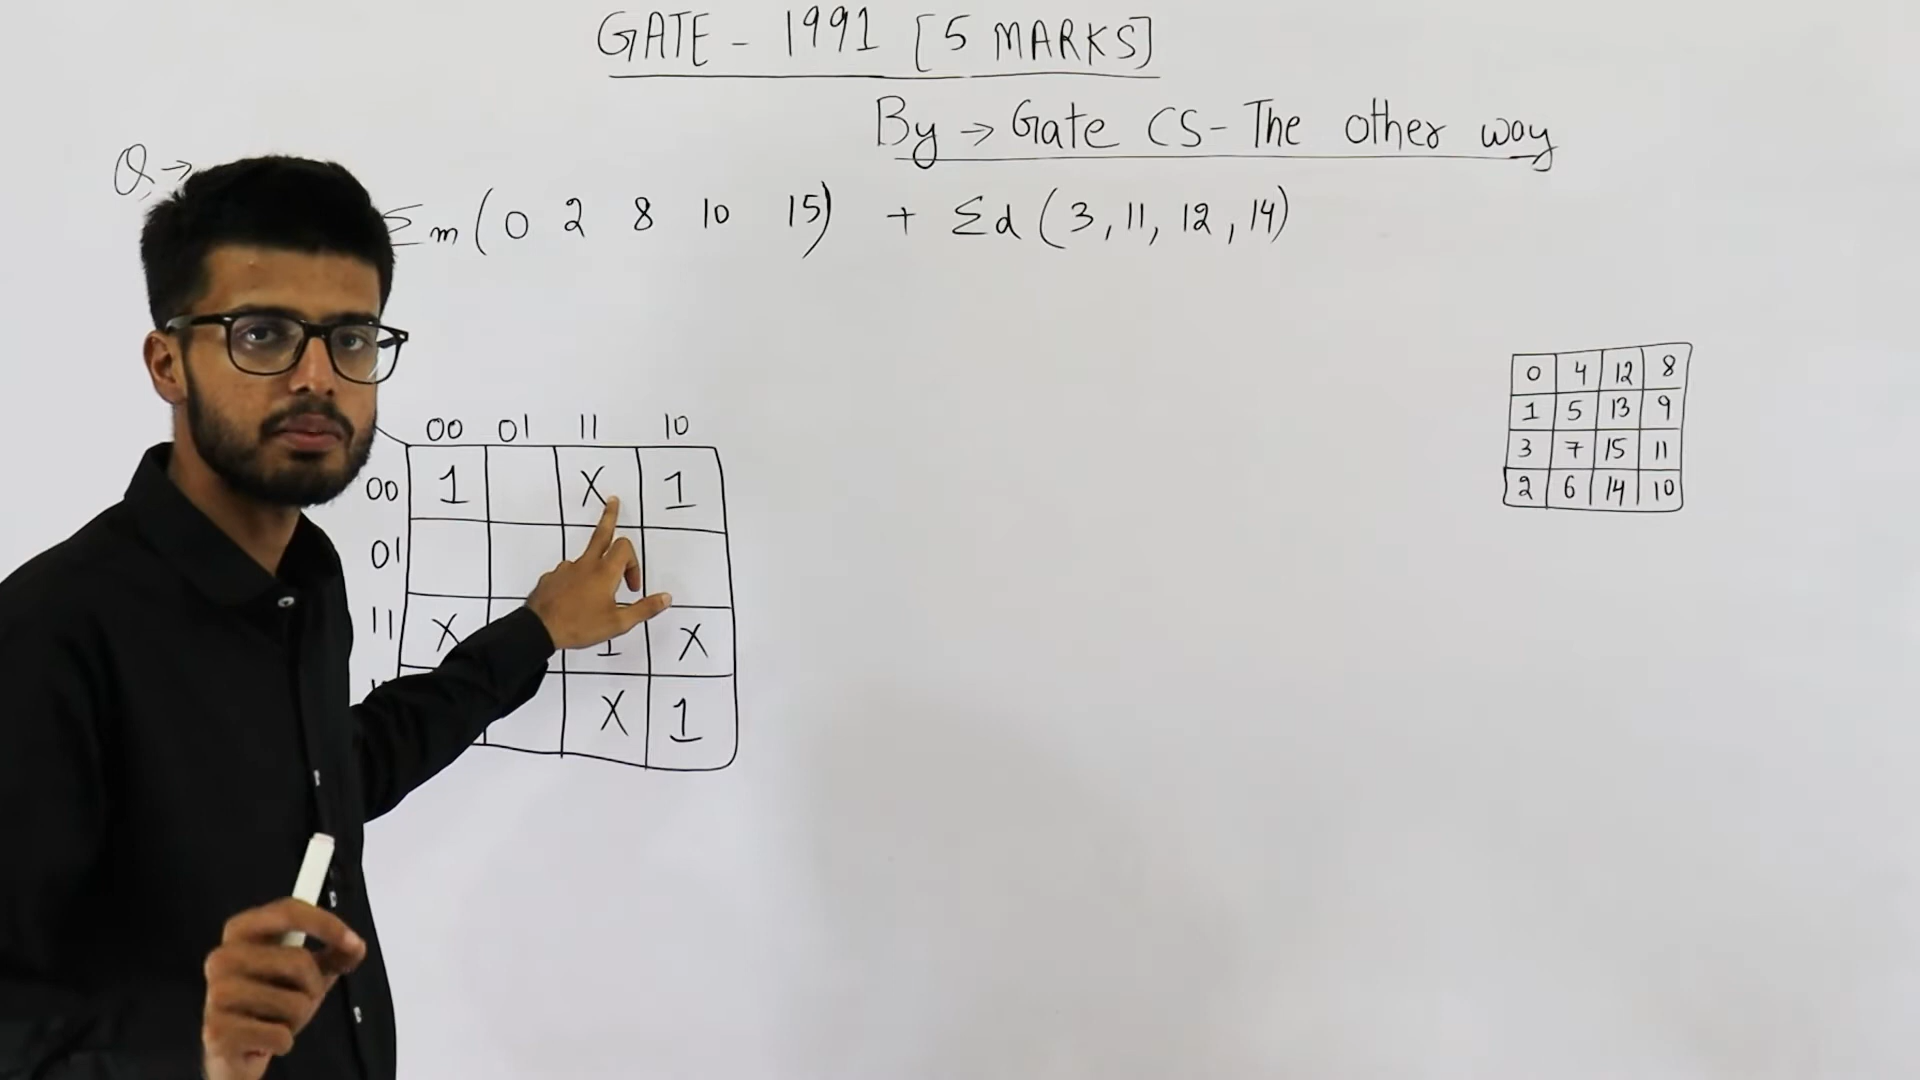 GATE - 1991 [5 MARKS]
By → Gate CS - The other way
Q →
Σm (0 2 8 10 15) + Σd (3, 11, 12, 14)
00 01 11 10
00 1 X 1
01
11 X 1 X
X 1
0 4 12 8
1 5 13 9
3 7 15 11
2 6 14 10